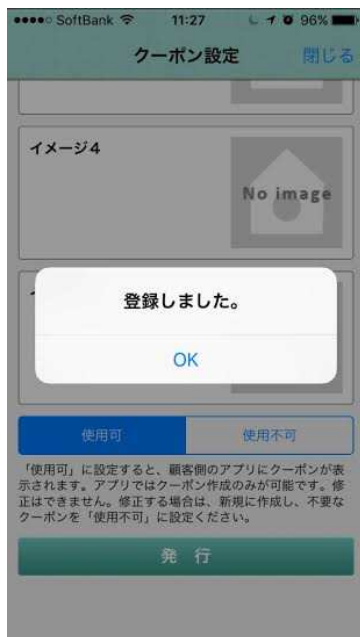 SoftBank 11:27 96%
クーポン設定 閉じる
イメージ4
No image
登録しました。
OK
使用可 使用不可
「使用可」に設定すると、顧客側のアプリにクーポンが表
示されます。アプリではクーポン作成のみが可能です。修
正はできません。修正する場合は、新規に作成し、不要な
クーポンを「使用不可」に設定ください。
発 行